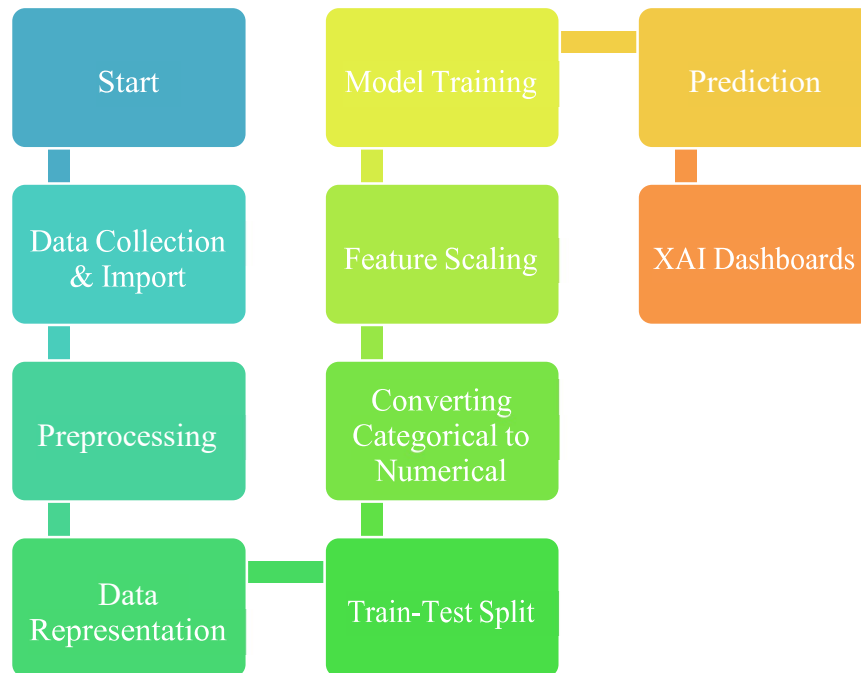 Start
Data Collection
& Import
Preprocessing
Data
Representation
Train-Test Split
Converting
Categorical to
Numerical
Feature Scaling
Model Training
Prediction
XAI Dashboards